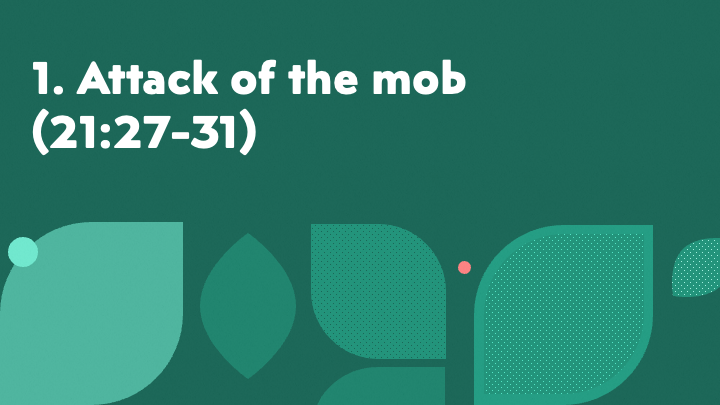 1. Attack of the mob
(21:27-31)